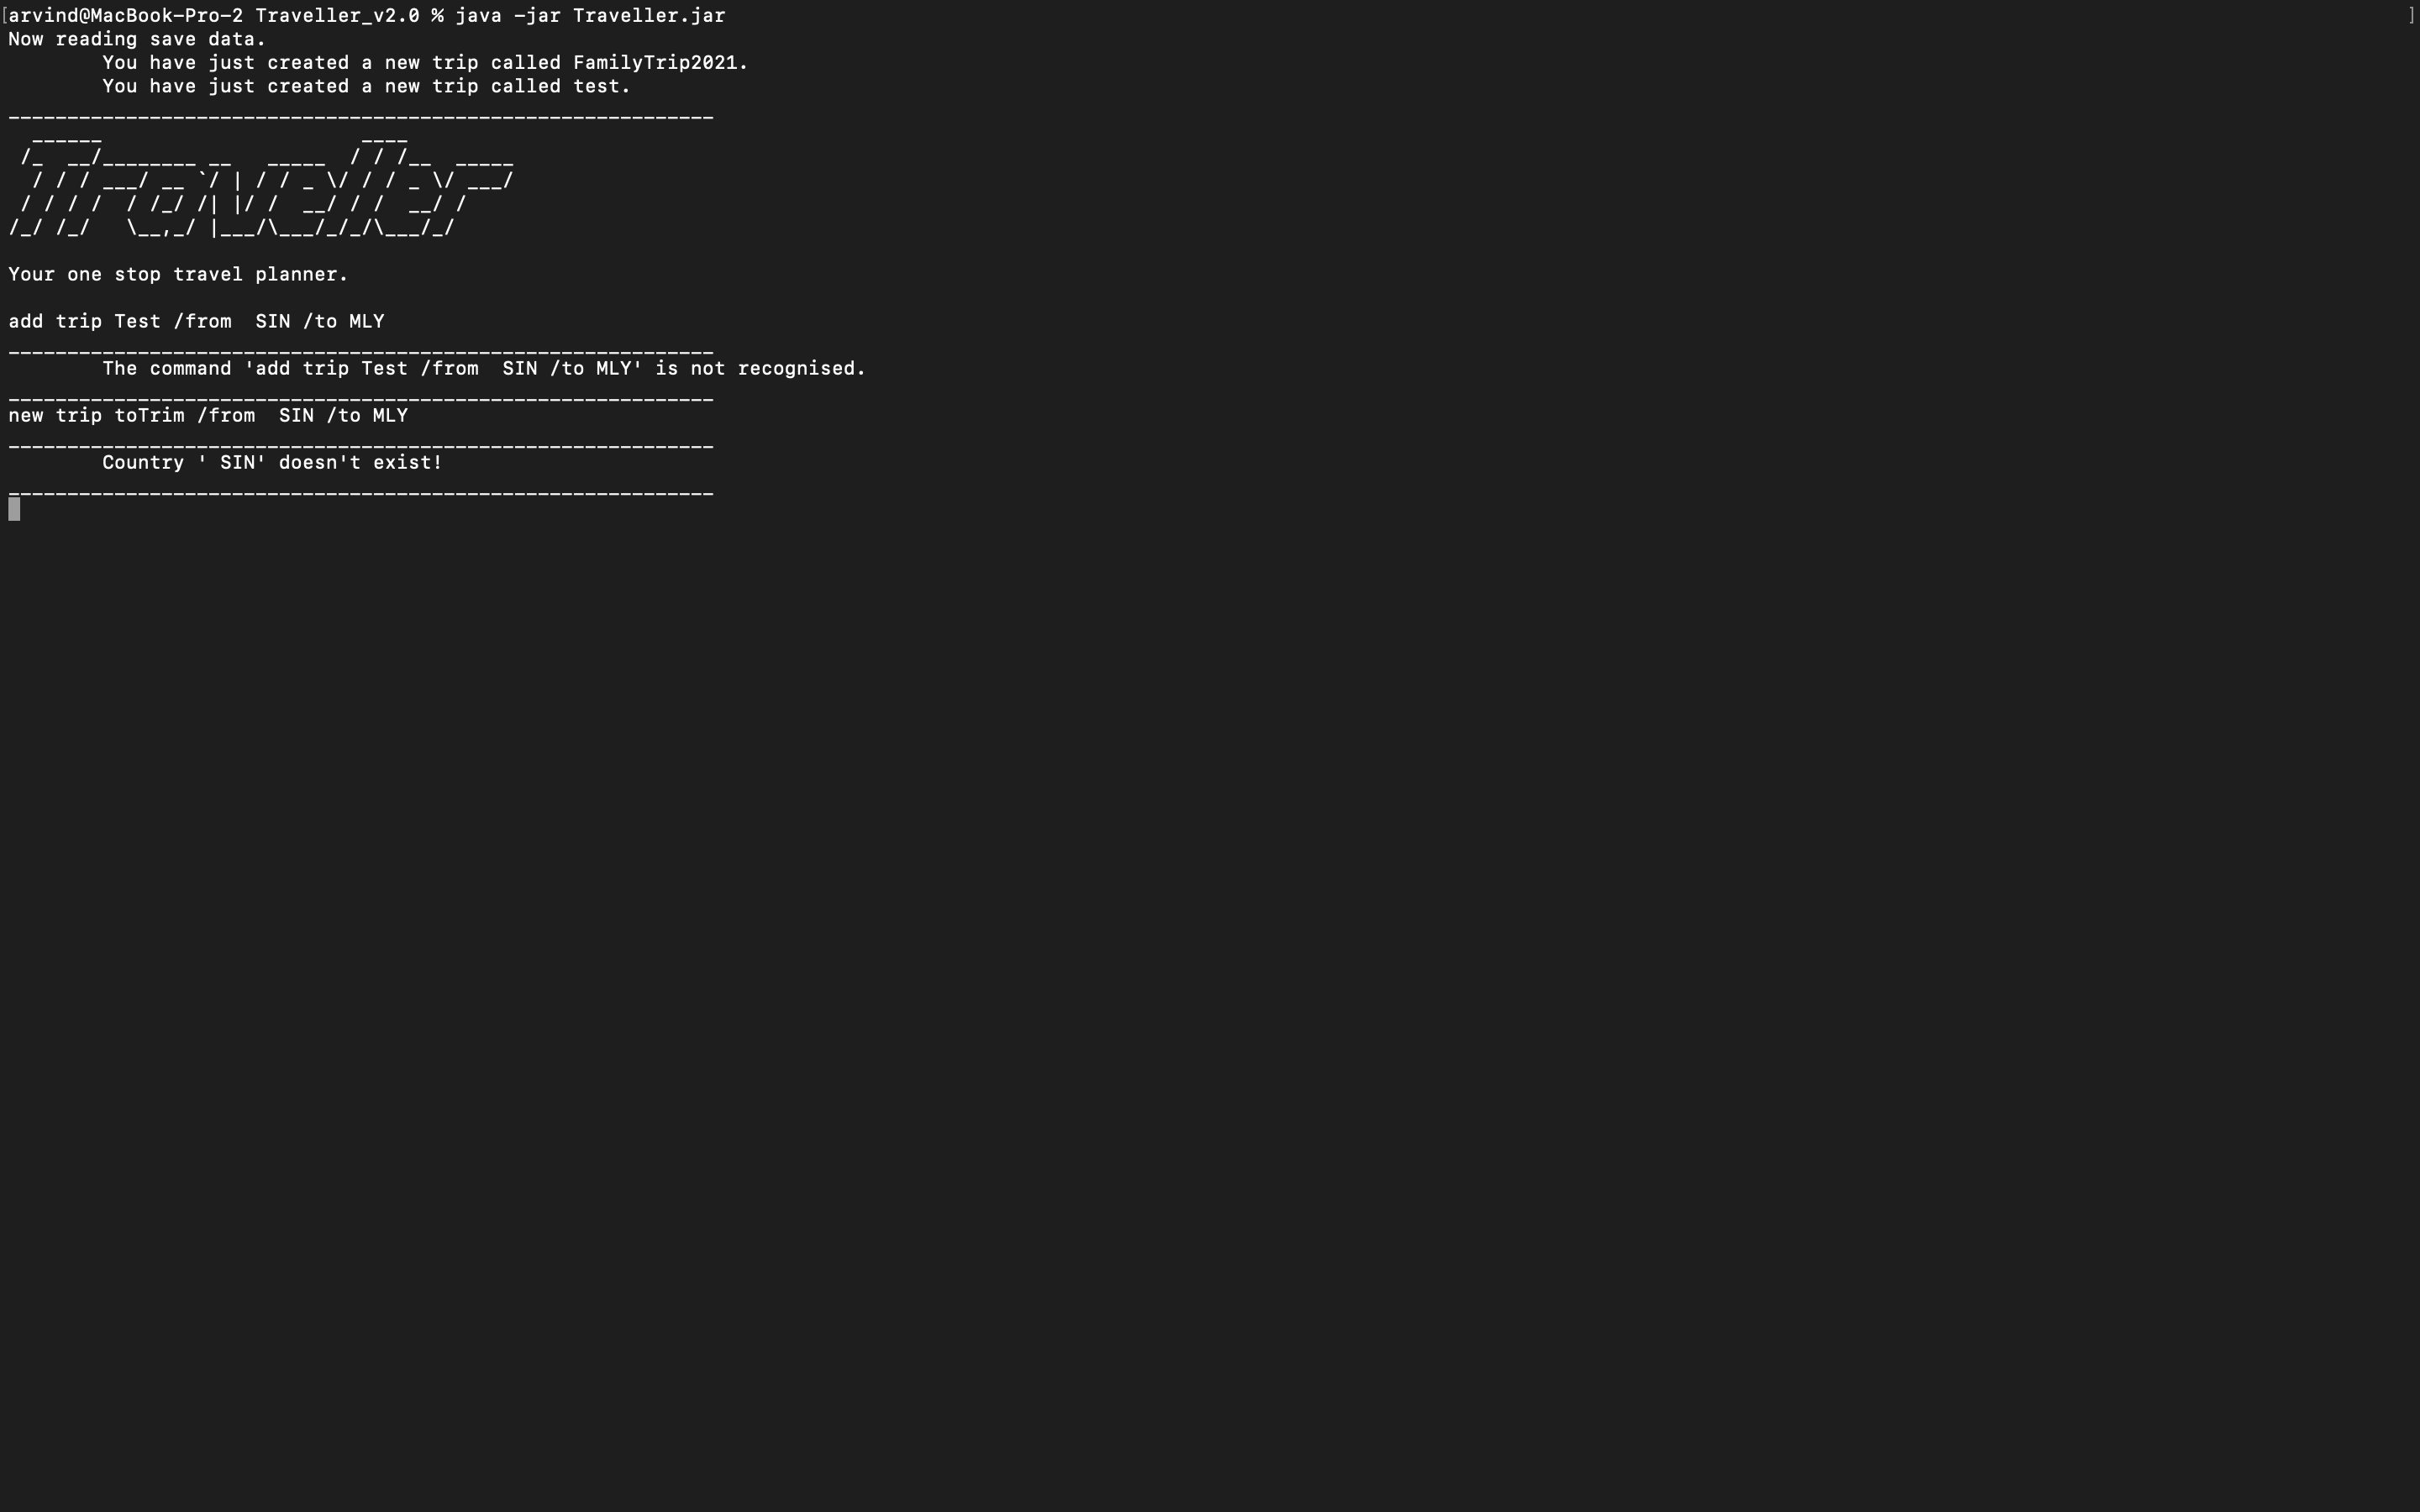 [arvind@MacBook-Pro-2 Traveller_v2.0 % java -jar Traveller.jar ]
Now reading save data.
        You have just created a new trip called FamilyTrip2021.
        You have just created a new trip called test.
____________________________________________________________
  ______                      ____
 /_  __/________ __   _____  / / /__  _____
  / / / ___/ __ `/ | / / _ \/ / / _ \/ ___/
 / / / /  / /_/ /| |/ /  __/ / /  __/ /
/_/ /_/   \__,_/ |___/\___/_/_/\___/_/

Your one stop travel planner.

add trip Test /from  SIN /to MLY
____________________________________________________________
        The command 'add trip Test /from  SIN /to MLY' is not recognised.
____________________________________________________________
new trip toTrim /from  SIN /to MLY
____________________________________________________________
        Country ' SIN' doesn't exist!
____________________________________________________________